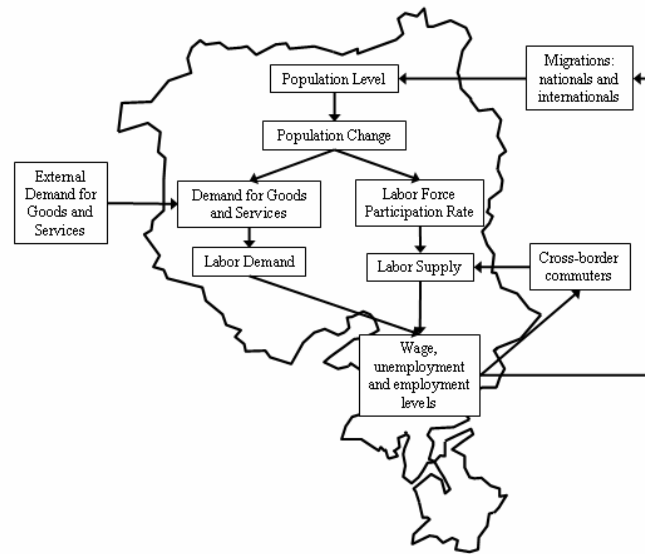 Migrations:
nationals and
internationals
Population Level
Population Change
External
Demand for
Goods and
Services
Demand for Goods
and Services
Labor Force
Participation Rate
Labor Demand
Labor Supply
Cross-border
commuters
Wage,
unemployment
and employment
levels